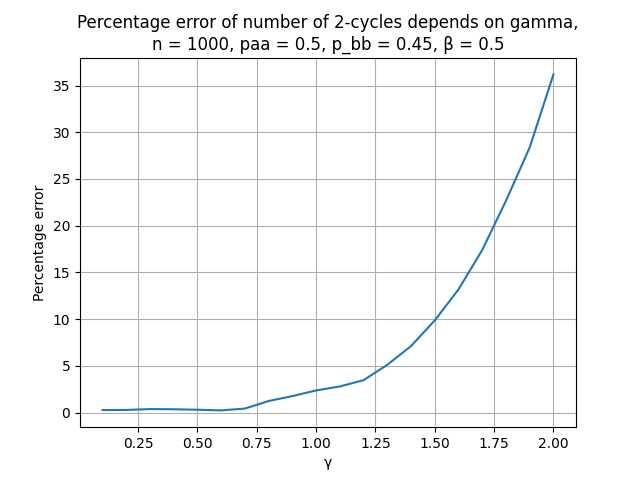 Percentage error of number of 2-cycles depends on gamma,
n = 1000, paa = 0.5, p_bb = 0.45, β = 0.5
35
30
25
20
15
10
5
0
Percentage error
0.25 0.50 0.75 1.00 1.25 1.50 1.75 2.00
γ